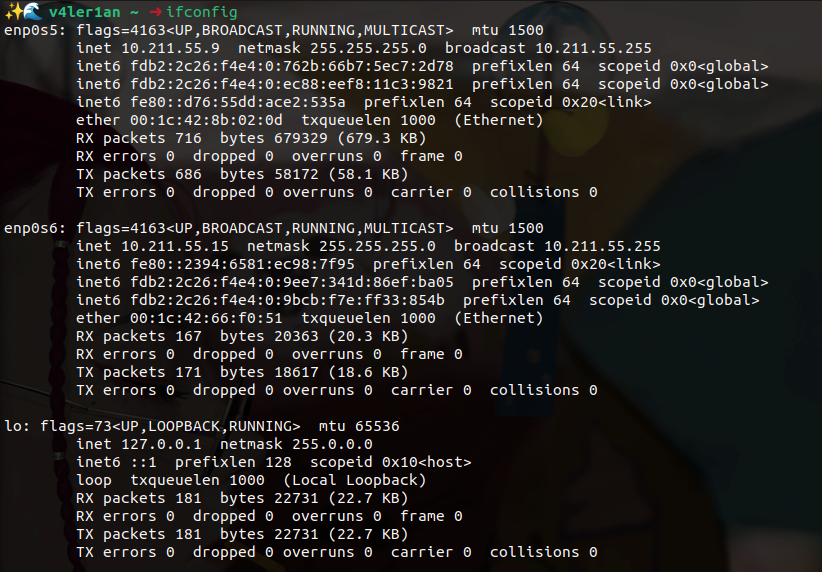 ✨🌊 v4ler1an ~ ➜ ifconfig
enp0s5: flags=4163<UP,BROADCAST,RUNNING,MULTICAST>  mtu 1500
        inet 10.211.55.9  netmask 255.255.255.0  broadcast 10.211.55.255
        inet6 fdb2:2c26:f4e4:0:762b:66b7:5ec7:2d78  prefixlen 64  scopeid 0x0<global>
        inet6 fdb2:2c26:f4e4:0:ec88:eef8:11c3:9821  prefixlen 64  scopeid 0x0<global>
        inet6 fe80::d76:55dd:ace2:535a  prefixlen 64  scopeid 0x20<link>
        ether 00:1c:42:8b:02:0d  txqueuelen 1000  (Ethernet)
        RX packets 716  bytes 679329 (679.3 KB)
        RX errors 0  dropped 0  overruns 0  frame 0
        TX packets 686  bytes 58172 (58.1 KB)
        TX errors 0  dropped 0 overruns 0  carrier 0  collisions 0

enp0s6: flags=4163<UP,BROADCAST,RUNNING,MULTICAST>  mtu 1500
        inet 10.211.55.15  netmask 255.255.255.0  broadcast 10.211.55.255
        inet6 fe80::2394:6581:ec98:7f95  prefixlen 64  scopeid 0x20<link>
        inet6 fdb2:2c26:f4e4:0:9ee7:341d:86ef:ba05  prefixlen 64  scopeid 0x0<global>
        inet6 fdb2:2c26:f4e4:0:9bcb:f7e:ff33:854b  prefixlen 64  scopeid 0x0<global>
        ether 00:1c:42:66:f0:51  txqueuelen 1000  (Ethernet)
        RX packets 167  bytes 20363 (20.3 KB)
        RX errors 0  dropped 0  overruns 0  frame 0
        TX packets 171  bytes 18617 (18.6 KB)
        TX errors 0  dropped 0 overruns 0  carrier 0  collisions 0

lo: flags=73<UP,LOOPBACK,RUNNING>  mtu 65536
        inet 127.0.0.1  netmask 255.0.0.0
        inet6 ::1  prefixlen 128  scopeid 0x10<host>
        loop  txqueuelen 1000  (Local Loopback)
        RX packets 181  bytes 22731 (22.7 KB)
        RX errors 0  dropped 0  overruns 0  frame 0
        TX packets 181  bytes 22731 (22.7 KB)
        TX errors 0  dropped 0 overruns 0  carrier 0  collisions 0